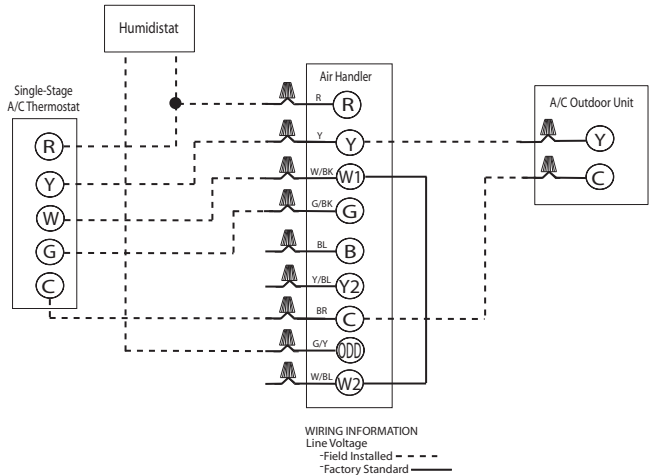 Humidistat
Single-Stage
A/C Thermostat
R
Y
W
G
C
Air Handler
R R
Y Y
W/BK W1
G/BK G
BL B
Y/BL Y2
BR C
G/Y ODD
W/BL W2
A/C Outdoor Unit
Y
C
WIRING INFORMATION
Line Voltage
-Field Installed
-Factory Standard